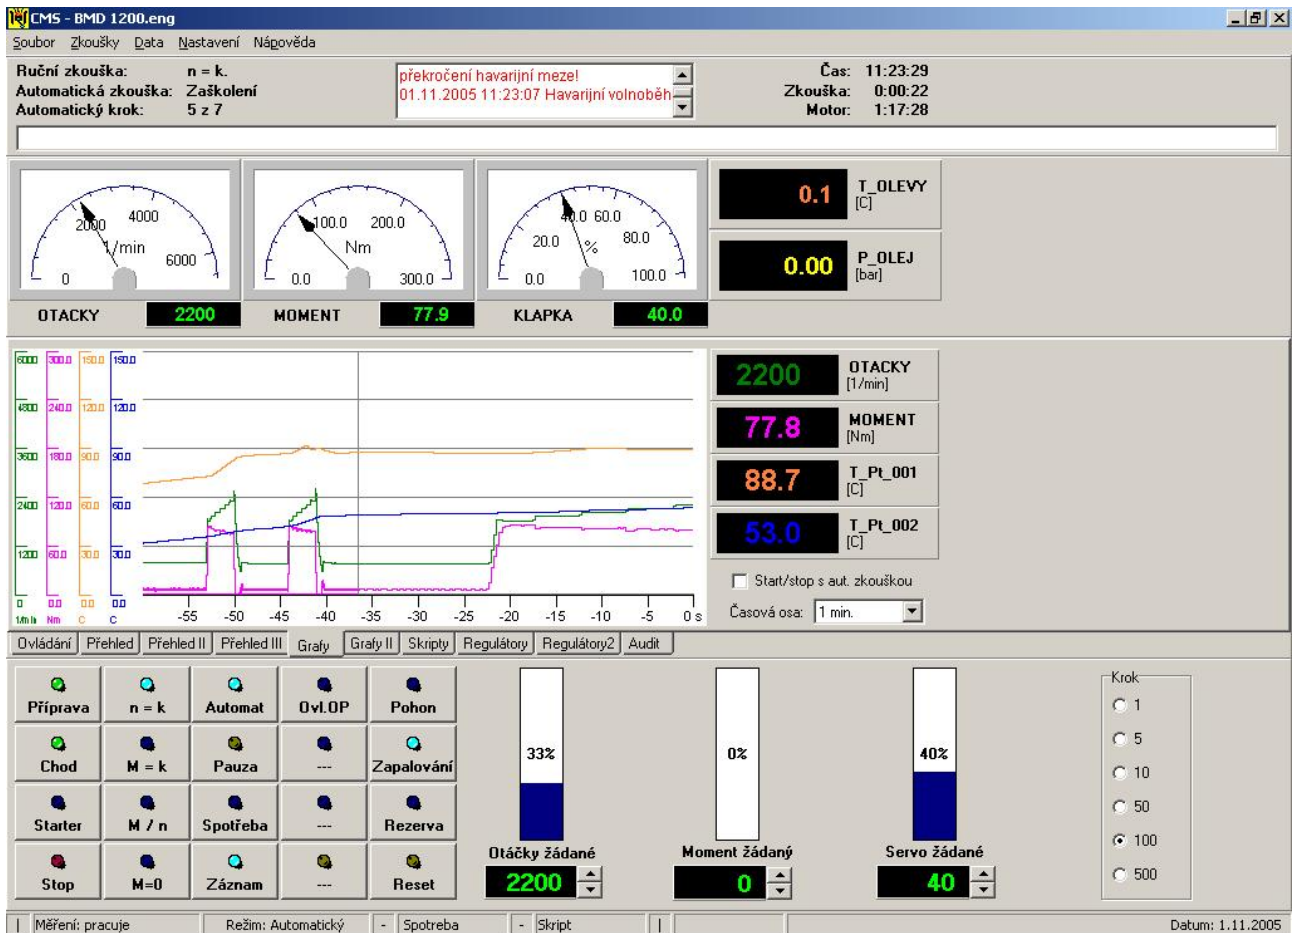 CMS - BMD 1200.eng
Soubor Zkoušky Data Nastavení Nápověda
Ruční zkouška: n = k.
Automatická zkouška: Zaškolení
Automatický krok: 5 z 7
překročení havarijní meze!
01.11.2005 11:23:07 Havarijní volnoběh
Čas: 11:23:29
Zkouška: 0:00:22
Motor: 1:17:28
0 2000 4000 6000
1/min
0.0 100.0 200.0 300.0
Nm
0.0 20.0 40.0 60.0 80.0 100.0
%
OTACKY 2200 MOMENT 77.9 KLAPKA 40.0
0.1 T_OLEVY
[C]
0.00 P_OLEJ
[bar]
6000 300.0 150.0 150.0
4800 240.0 120.0 120.0
3600 180.0 90.0 90.0
2400 120.0 60.0 60.0
1200 60.0 30.0 30.0
0 0.0 0.0 0.0
1/min Nm C C
-55 -50 -45 -40 -35 -30 -25 -20 -15 -10 -5 0 s
2200 OTACKY
[1/min]
77.8 MOMENT
[Nm]
88.7 T_Pt_001
[C]
53.0 T_Pt_002
[C]
Start/stop s aut. zkouškou
Časová osa: 1 min.
Ovládání Přehled Přehled II Přehled III Grafy Grafy II Skripty Regulátory Regulátory2 Audit
Příprava n = k Automat Ovl.OP Pohon
Chod M = k Pauza --- Zapalování
Starter M / n Spotřeba --- Rezerva
Stop M=0 Záznam --- Reset
33%
Otáčky žádané
2200
0%
Moment žádaný
0
40%
Servo žádané
40
Krok
1
5
10
50
100
500
Měření: pracuje Režim: Automatický - Spotreba - Skript Datum: 1.11.2005